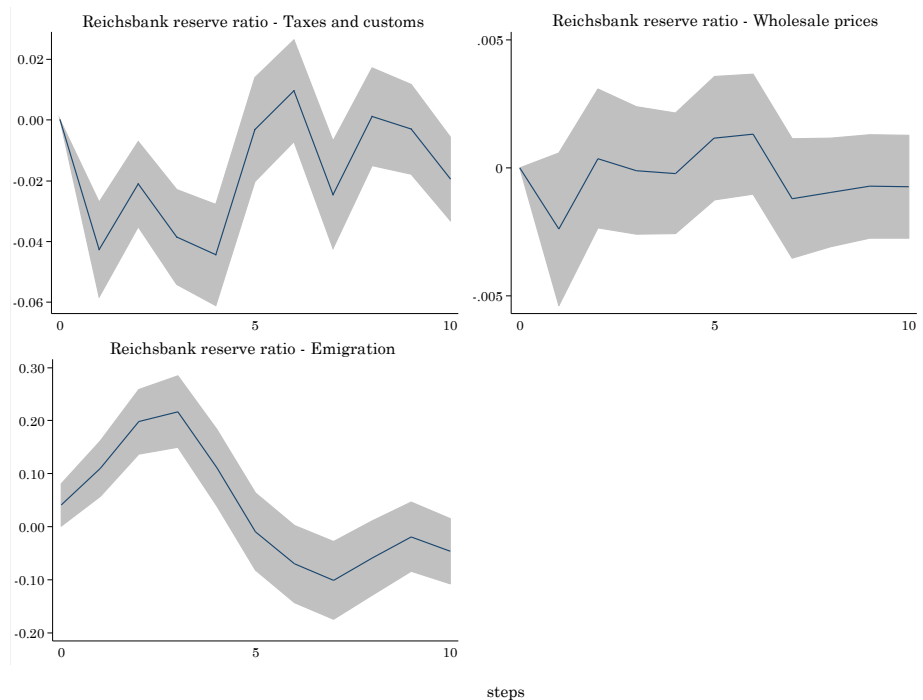 Reichsbank reserve ratio - Taxes and customs
0.02
0.00
-0.02
-0.04
-0.06
0 5 10
Reichsbank reserve ratio - Wholesale prices
.005
0
-.005
0 5 10
Reichsbank reserve ratio - Emigration
0.30
0.20
0.10
0.00
-0.10
-0.20
0 5 10
steps